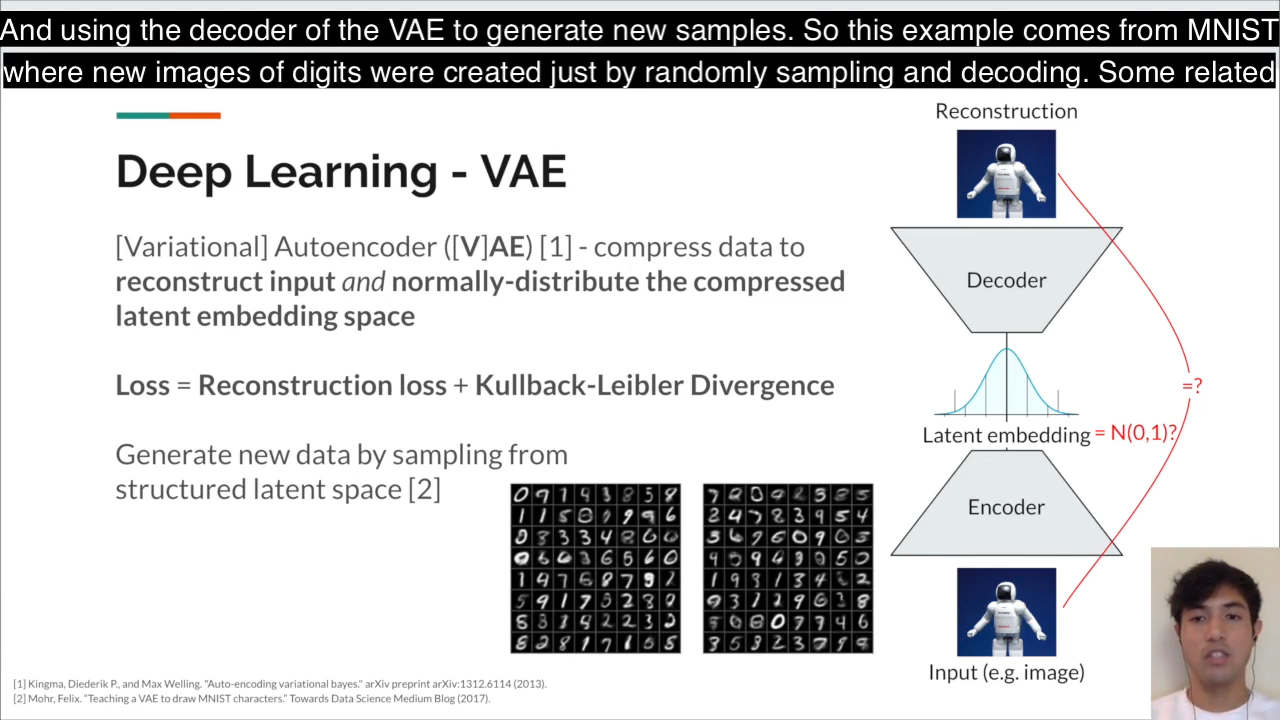 And using the decoder of the VAE to generate new samples. So this example comes from MNIST
where new images of digits were created just by randomly sampling and decoding. Some related
Deep Learning - VAE
[Variational] Autoencoder ([V]AE) [1] - compress data to
reconstruct input and normally-distribute the compressed
latent embedding space
Loss = Reconstruction loss + Kullback-Leibler Divergence
Generate new data by sampling from
structured latent space [2]
Reconstruction
Decoder
=?
Latent embedding = N(0,1)?
Encoder
Input (e.g. image)
[1] Kingma, Diederik P., and Max Welling. "Auto-encoding variational bayes." arXiv preprint arXiv:1312.6114 (2013).
[2] Mohr, Felix. "Teaching a VAE to draw MNIST characters." Towards Data Science Medium Blog (2017).